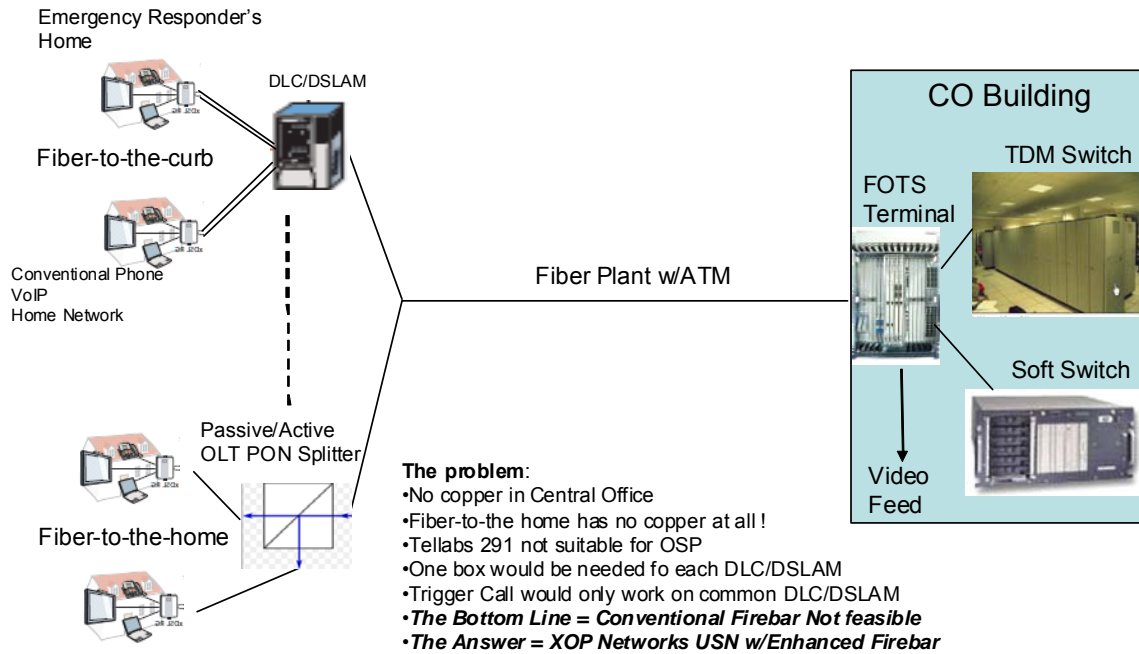 Emergency Responder's
Home
DLC/DSLAM
CO Building
TDM Switch
Fiber-to-the-curb
FOTS
Terminal
Fiber Plant w/ATM
Conventional Phone
VoIP
Home Network
Soft Switch
Passive/Active
OLT PON Splitter
Video
Feed
Fiber-to-the-home
The problem:
•No copper in Central Office
•Fiber-to-the home has no copper at all !
•Tellabs 291 not suitable for OSP
•One box would be needed fo each DLC/DSLAM
•Trigger Call would only work on common DLC/DSLAM
•The Bottom Line = Conventional Firebar Not feasible
•The Answer = XOP Networks USN w/Enhanced Firebar